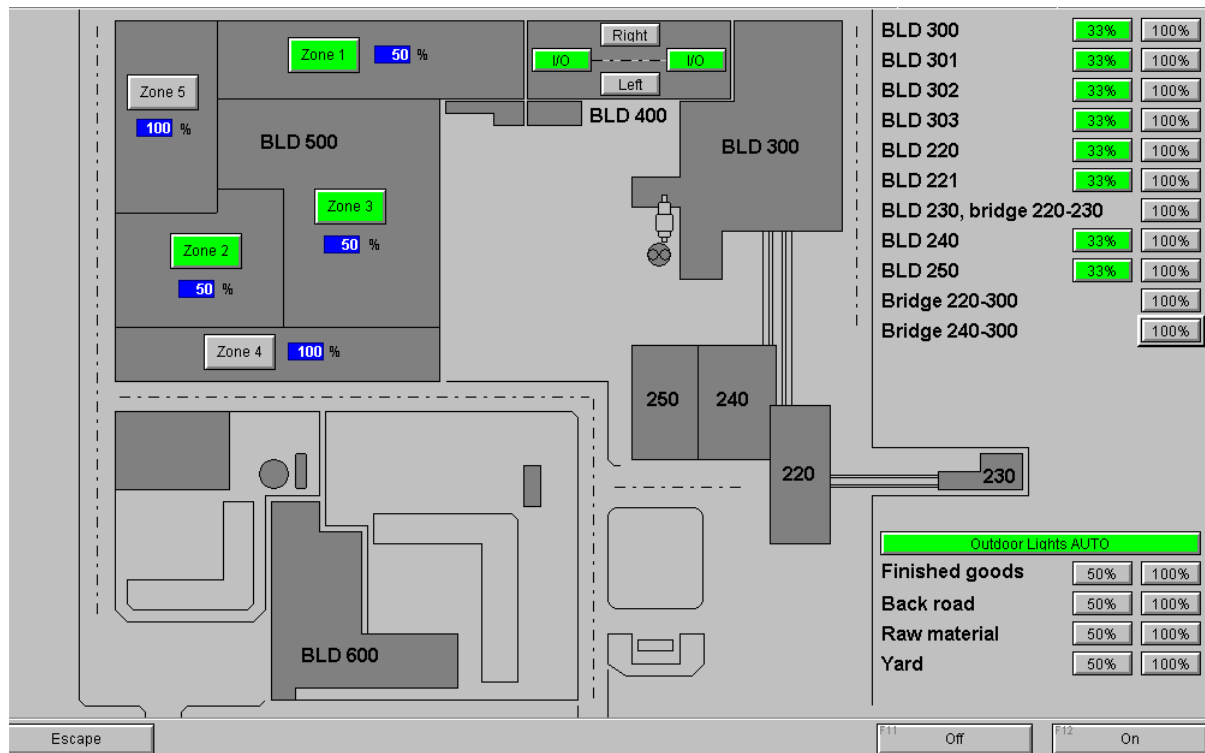 Zone 1 50 %
Right
I/O I/O
Left
Zone 5
100 %
BLD 500
BLD 400
BLD 300
Zone 3
50 %
Zone 2
50 %
Zone 4 100 %
250 240
220
230
BLD 600
BLD 300 33% 100%
BLD 301 33% 100%
BLD 302 33% 100%
BLD 303 33% 100%
BLD 220 33% 100%
BLD 221 33% 100%
BLD 230, bridge 220-230 100%
BLD 240 33% 100%
BLD 250 33% 100%
Bridge 220-300 100%
Bridge 240-300 100%
Outdoor Lights AUTO
Finished goods 50% 100%
Back road 50% 100%
Raw material 50% 100%
Yard 50% 100%
Escape F11 Off F12 On